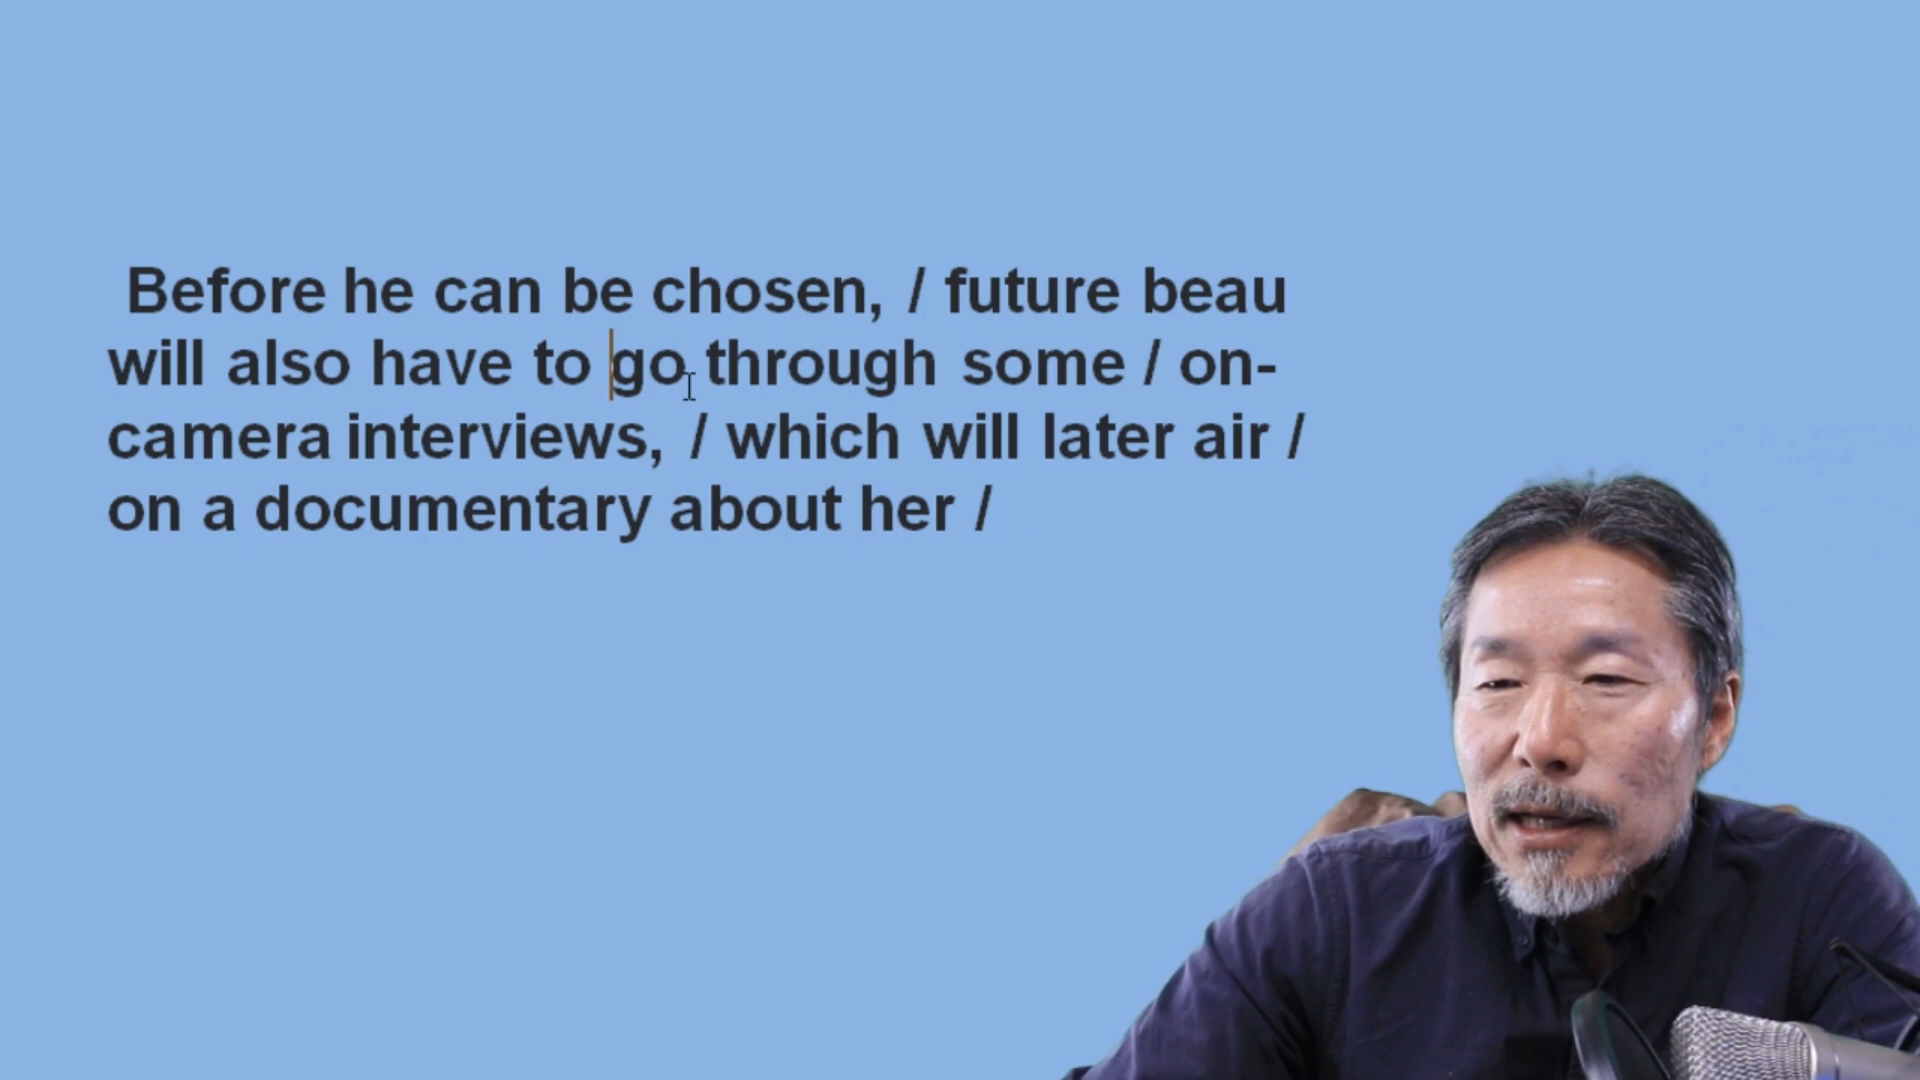 Before he can be chosen, / future beau
will also have to go through some / on-
camera interviews, / which will later air /
on a documentary about her /